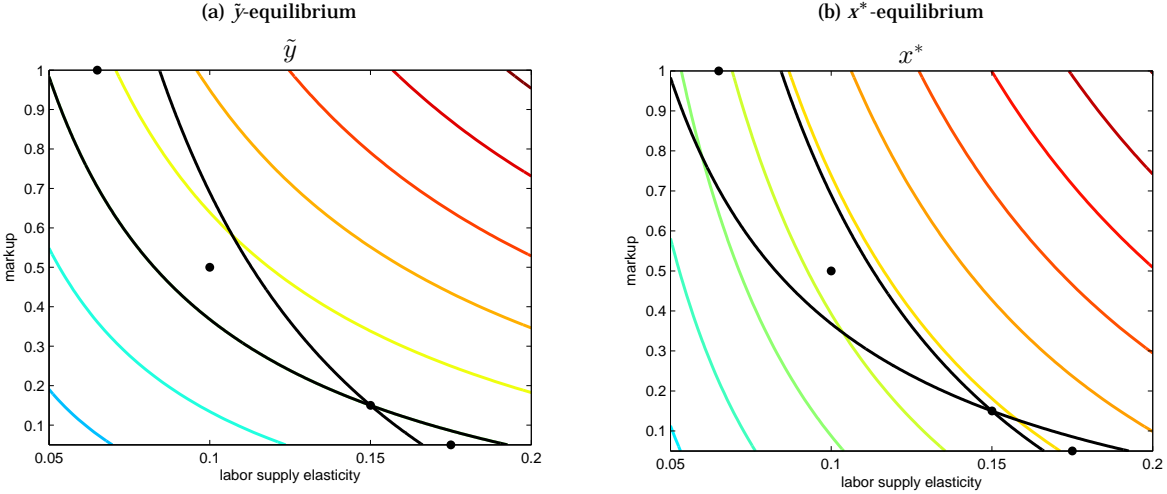 (a) ỹ-equilibrium
ỹ
1
0.9
0.8
0.7
0.6
0.5
0.4
0.3
0.2
0.1
markup
0.05 0.1 0.15 0.2
labor supply elasticity
(b) x*-equilibrium
x*
1
0.9
0.8
0.7
0.6
0.5
0.4
0.3
0.2
0.1
markup
0.05 0.1 0.15 0.2
labor supply elasticity